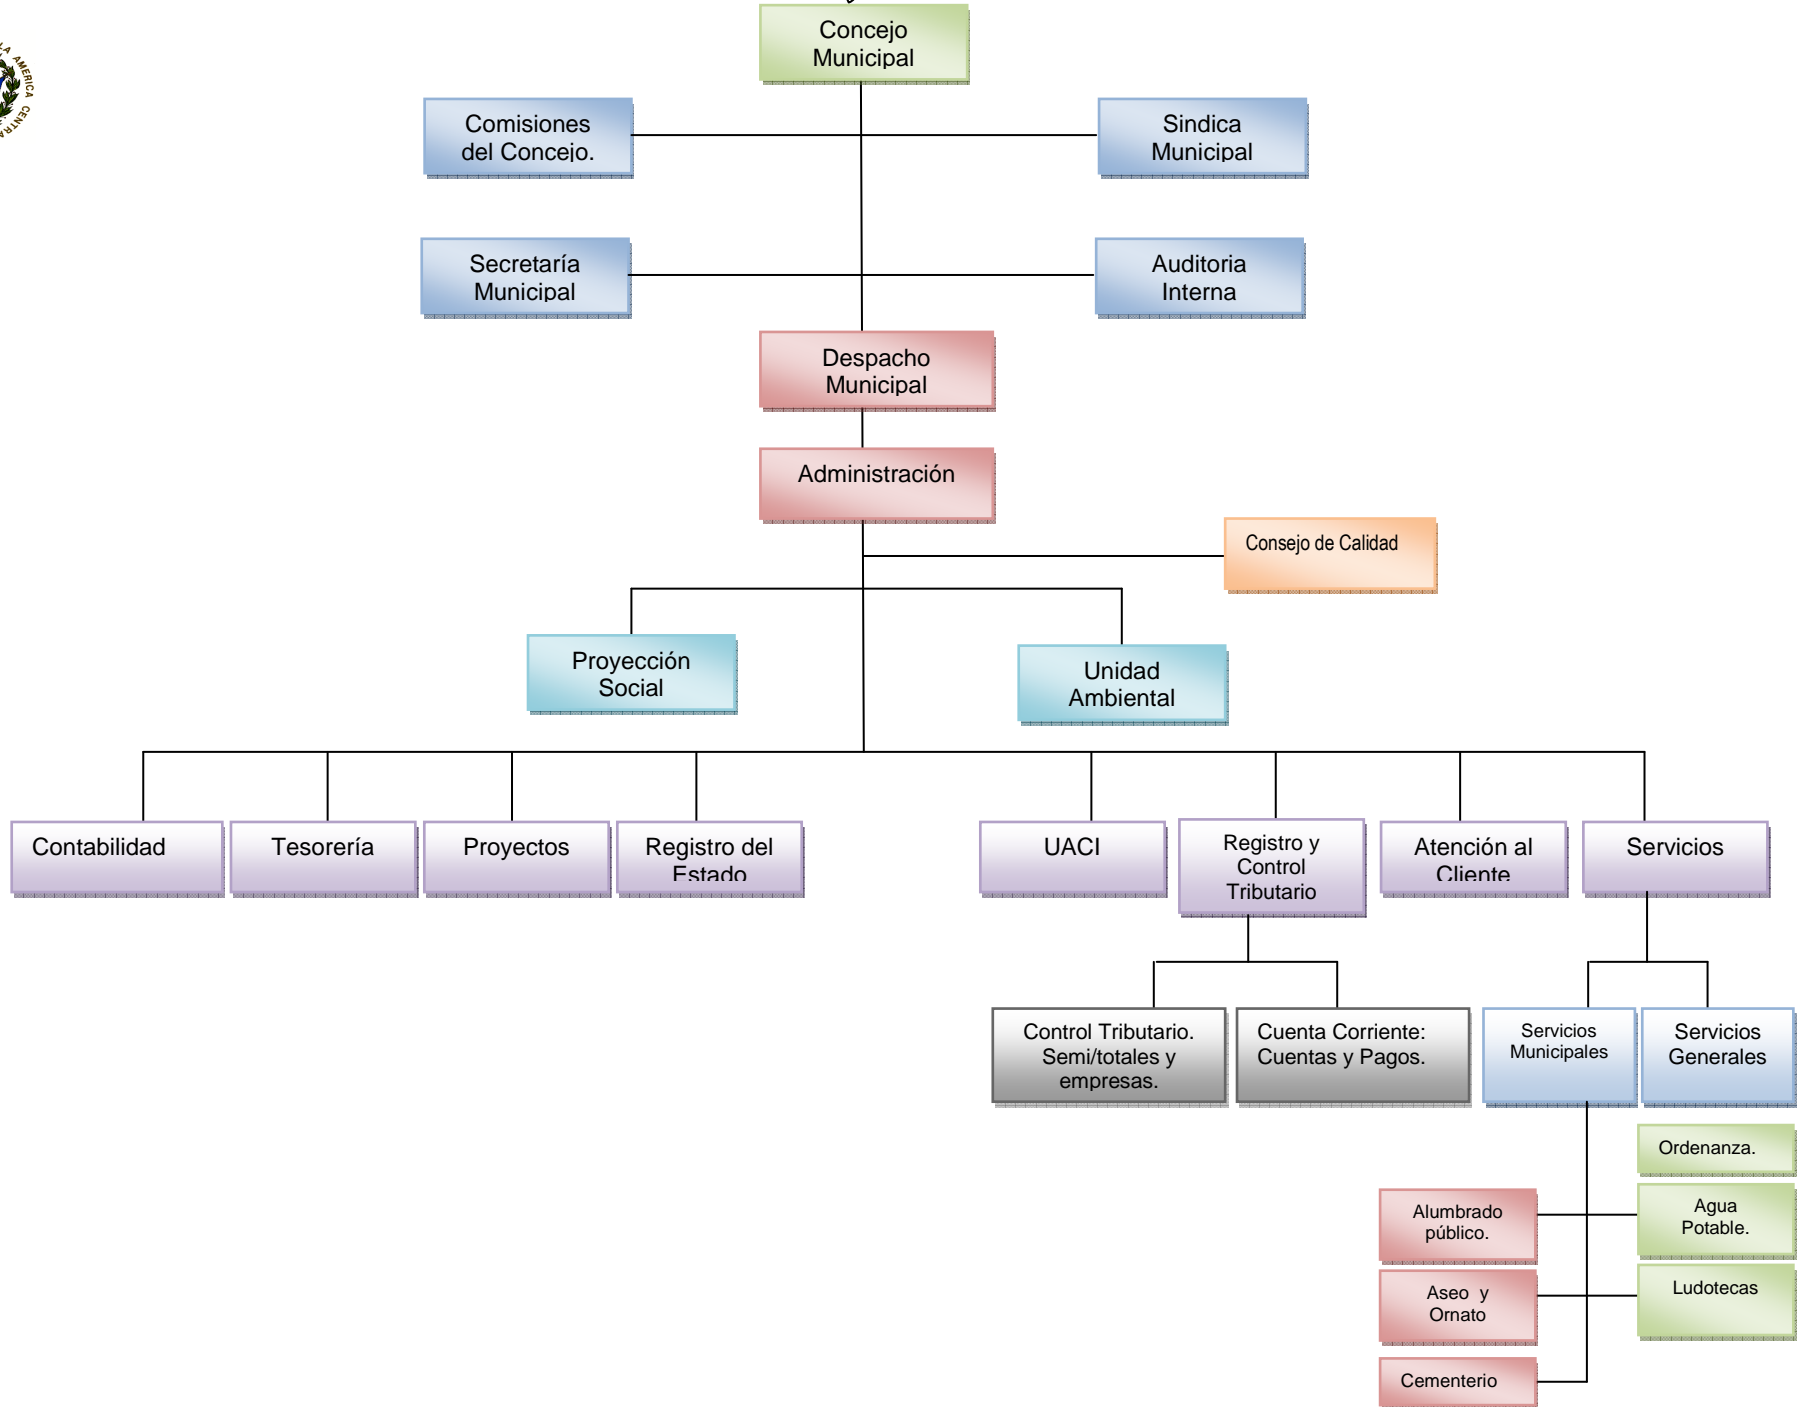 Concejo
Municipal
LA AMERICA CENTRA
Comisiones
del Concejo.
Sindica
Municipal
Secretaría
Municipal
Auditoria
Interna
Despacho
Municipal
Administración
Consejo de Calidad
Proyección
Social
Unidad
Ambiental
Contabilidad
Tesorería
Proyectos
Registro del
Estado
UACI
Registro y
Control
Tributario
Atención al
Cliente
Servicios
Control Tributario.
Semi/totales y
empresas.
Cuenta Corriente:
Cuentas y Pagos.
Servicios
Municipales
Servicios
Generales
Ordenanza.
Alumbrado
público.
Agua
Potable.
Aseo y
Ornato
Ludotecas
Cementerio